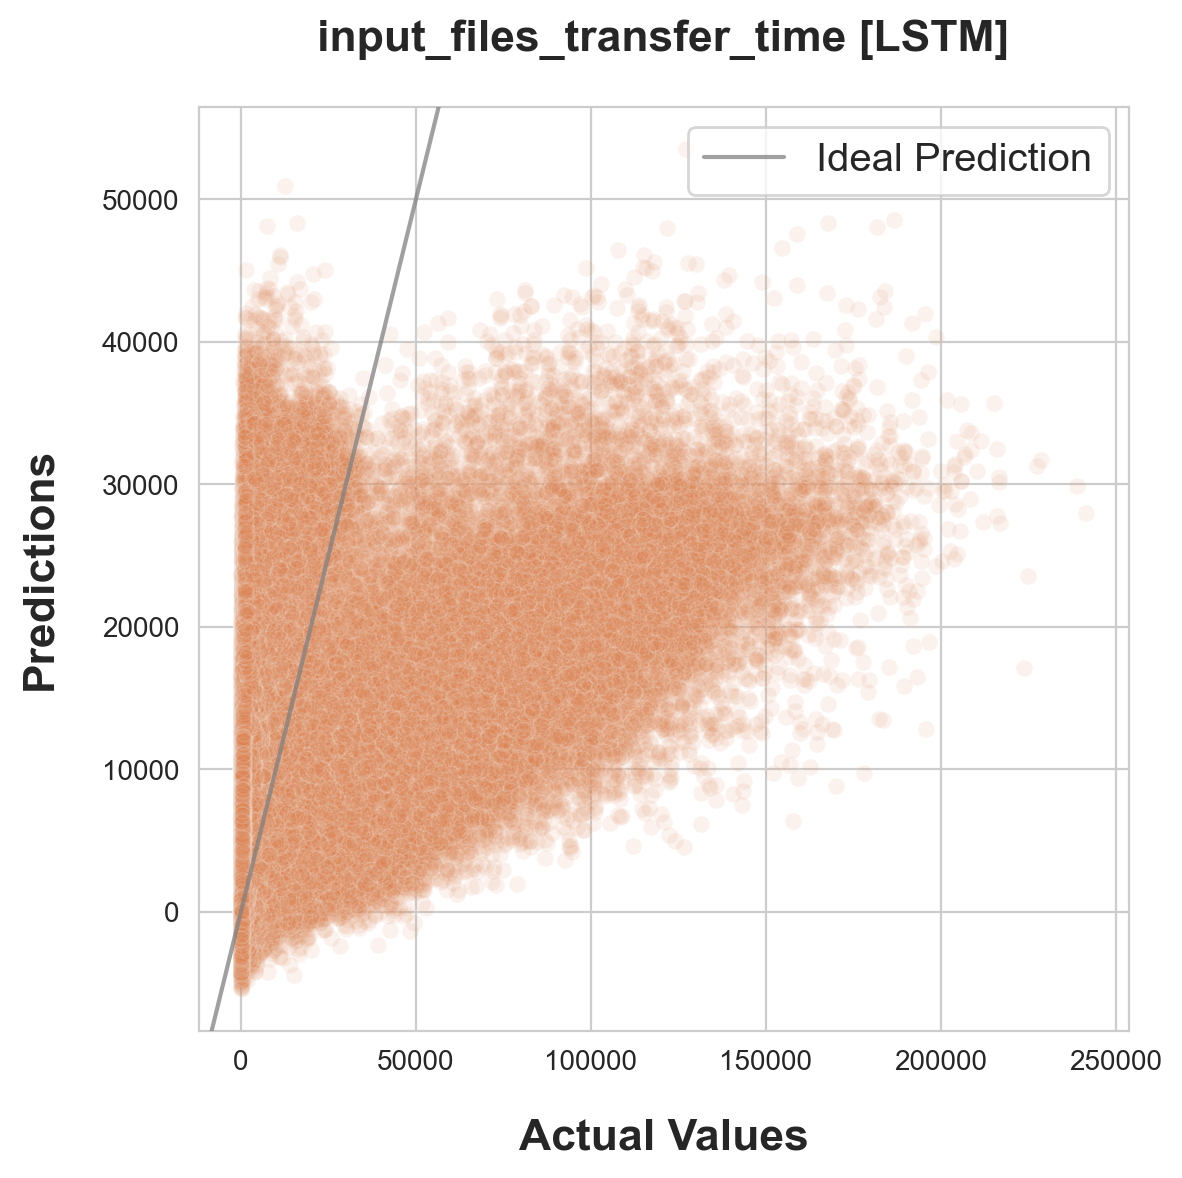 input_files_transfer_time [LSTM]
Ideal Prediction
50000
40000
30000
20000
10000
0
Predictions
0 50000 100000 150000 200000 250000
Actual Values